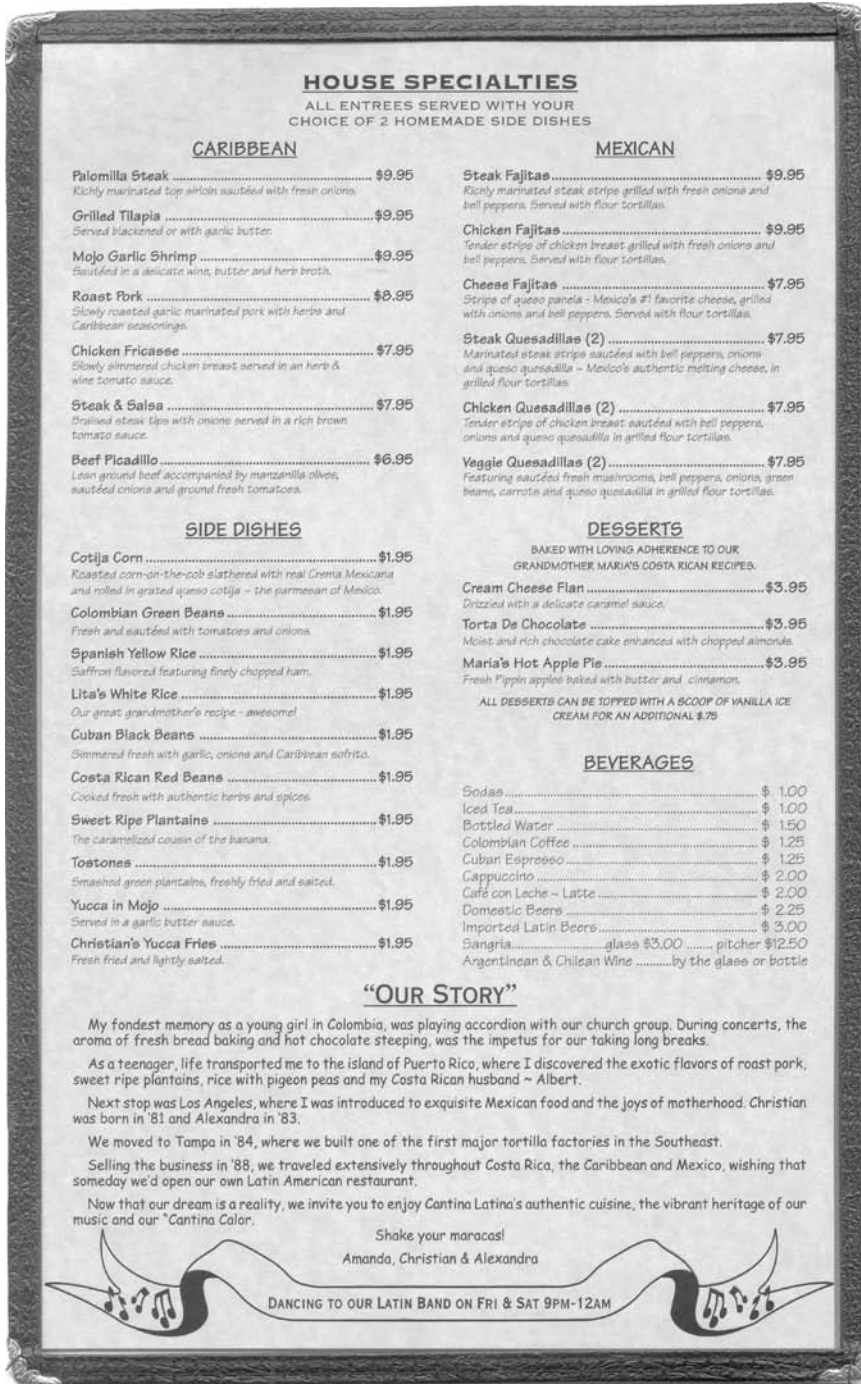 HOUSE SPECIALTIES
ALL ENTREES SERVED WITH YOUR
CHOICE OF 2 HOMEMADE SIDE DISHES
CARIBBEAN
Palomilla Steak ........ $9.95
Richly marinated top sirloin sautéed with fresh onions.
Grilled Tilapia ........ $9.95
Served blackened or with garlic butter.
Mojo Garlic Shrimp ........ $9.95
Sautéed in a delicate wine, butter and herb broth.
Roast Pork ........ $8.95
Slowly roasted garlic marinated pork with herbs and
Caribbean seasonings.
Chicken Fricasse ........ $7.95
Slowly simmered chicken breast served in an herb &
wine tomato sauce.
Steak & Salsa ........ $7.95
Braised steak tips with onions served in a rich brown
tomato sauce.
Beef Picadillo ........ $6.95
Lean ground beef accompanied by manzanilla olives,
sautéed onions and ground fresh tomatoes.
SIDE DISHES
Cotija Corn ........ $1.95
Roasted corn-on-the-cob slathered with real Crema Mexicana
and rolled in grated queso cotija – the parmesan of Mexico.
Colombian Green Beans ........ $1.95
Fresh and sautéed with tomatoes and onions.
Spanish Yellow Rice ........ $1.95
Saffron flavored featuring finely chopped ham.
Lita's White Rice ........ $1.95
Our great grandmother's recipe - awesome!
Cuban Black Beans ........ $1.95
Simmered fresh with garlic, onions and Caribbean sofrito.
Costa Rican Red Beans ........ $1.95
Cooked fresh with authentic herbs and spices.
Sweet Ripe Plantains ........ $1.95
The caramelized cousin of the banana.
Tostones ........ $1.95
Smashed green plantains, freshly fried and salted.
Yucca in Mojo ........ $1.95
Served in a garlic butter sauce.
Christian's Yucca Fries ........ $1.95
Fresh fried and lightly salted.
MEXICAN
Steak Fajitas ........ $9.95
Richly marinated steak strips grilled with fresh onions and
bell peppers. Served with flour tortillas.
Chicken Fajitas ........ $9.95
Tender strips of chicken breast grilled with fresh onions and
bell peppers. Served with flour tortillas.
Cheese Fajitas ........ $7.95
Strips of queso panela - Mexico's #1 favorite cheese, grilled
with onions and bell peppers. Served with flour tortillas.
Steak Quesadillas (2) ........ $7.95
Marinated steak strips sautéed with bell peppers, onions
and queso quesadilla – Mexico's authentic melting cheese, in
grilled flour tortillas.
Chicken Quesadillas (2) ........ $7.95
Tender strips of chicken breast sautéed with bell peppers,
onions and queso quesadilla in grilled flour tortillas.
Veggie Quesadillas (2) ........ $7.95
Featuring sautéed fresh mushrooms, bell peppers, onions, green
beans, carrots and queso quesadilla in grilled flour tortillas.
DESSERTS
BAKED WITH LOVING ADHERENCE TO OUR
GRANDMOTHER MARIA'S COSTA RICAN RECIPES.
Cream Cheese Flan ........ $3.95
Drizzled with a delicate caramel sauce.
Torta De Chocolate ........ $3.95
Moist and rich chocolate cake enhanced with chopped almonds.
Maria's Hot Apple Pie ........ $3.95
Fresh Pippin apples baked with butter and cinnamon.
ALL DESSERTS CAN BE TOPPED WITH A SCOOP OF VANILLA ICE
CREAM FOR AN ADDITIONAL $.75
BEVERAGES
Sodas ........ $ 1.00
Iced Tea ........ $ 1.00
Bottled Water ........ $ 1.50
Colombian Coffee ........ $ 1.25
Cuban Espresso ........ $ 1.25
Cappuccino ........ $ 2.00
Café con Leche ~ Latte ........ $ 2.00
Domestic Beers ........ $ 2.25
Imported Latin Beers ........ $ 3.00
Sangria ........ glass $3.00 ........ pitcher $12.50
Argentinean & Chilean Wine ........ by the glass or bottle
"OUR STORY"
My fondest memory as a young girl in Colombia, was playing accordion with our church group. During concerts, the
aroma of fresh bread baking and hot chocolate steeping, was the impetus for our taking long breaks.
As a teenager, life transported me to the island of Puerto Rico, where I discovered the exotic flavors of roast pork,
sweet ripe plantains, rice with pigeon peas and my Costa Rican husband ~ Albert.
Next stop was Los Angeles, where I was introduced to exquisite Mexican food and the joys of motherhood. Christian
was born in '81 and Alexandra in '83.
We moved to Tampa in '84, where we built one of the first major tortilla factories in the Southeast.
Selling the business in '88, we traveled extensively throughout Costa Rica, the Caribbean and Mexico, wishing that
someday we'd open our own Latin American restaurant.
Now that our dream is a reality, we invite you to enjoy Cantina Latina's authentic cuisine, the vibrant heritage of our
music and our "Cantina Calor.
Shake your maracas!
Amanda, Christian & Alexandra
DANCING TO OUR LATIN BAND ON FRI & SAT 9PM-12AM